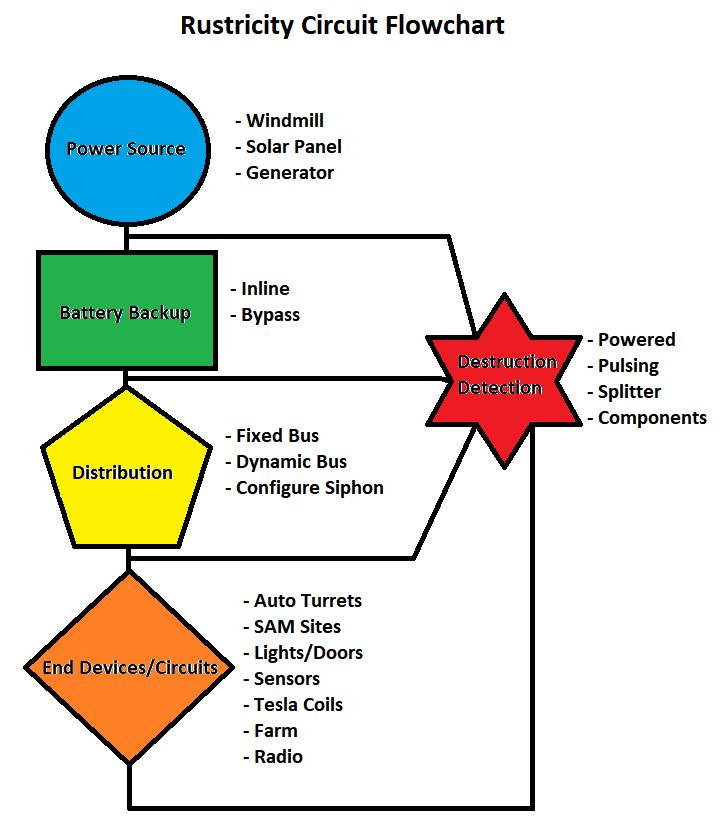 Rustricity Circuit Flowchart
Power Source
- Windmill
- Solar Panel
- Generator
Battery Backup
- Inline
- Bypass
Destruction
Detection
- Powered
- Pulsing
- Splitter
- Components
Distribution
- Fixed Bus
- Dynamic Bus
- Configure Siphon
End Devices/Circuits
- Auto Turrets
- SAM Sites
- Lights/Doors
- Sensors
- Tesla Coils
- Farm
- Radio